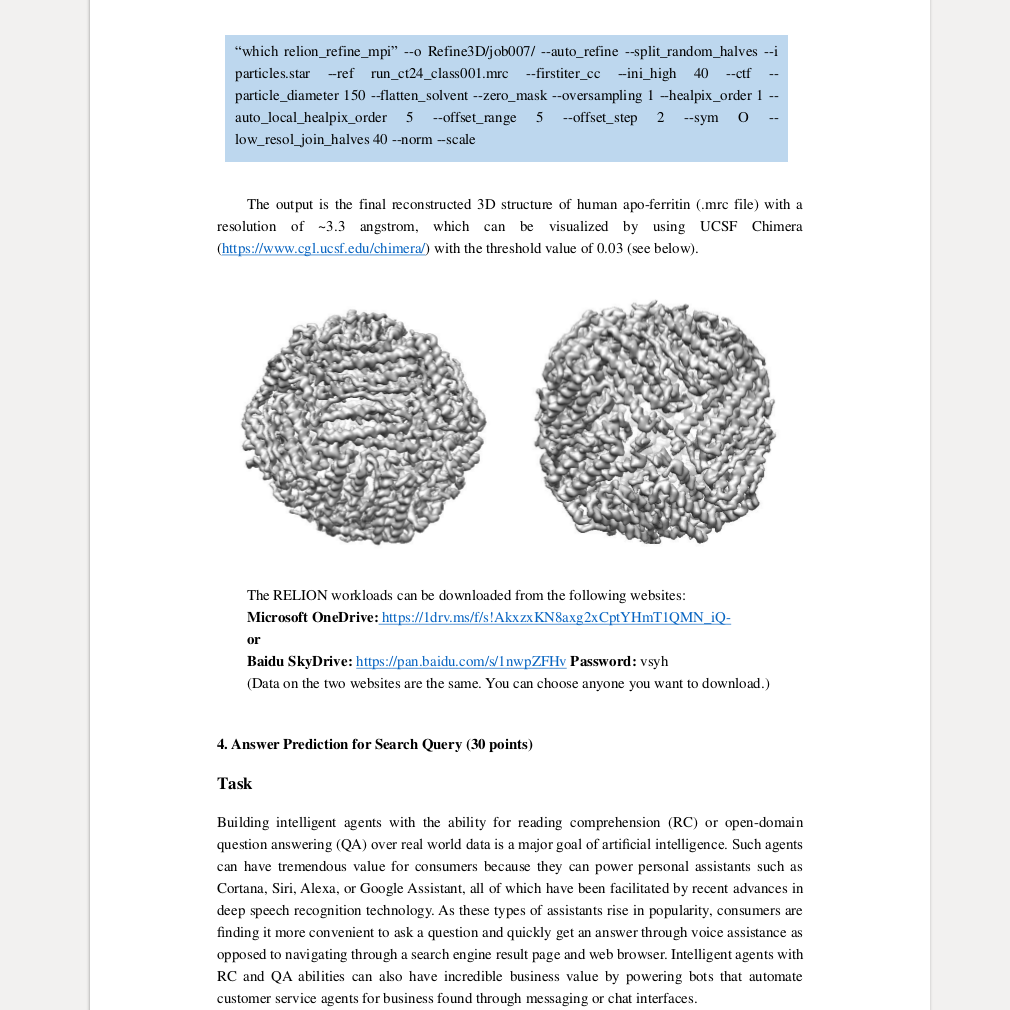 “which relion_refine_mpi” --o Refine3D/job007/ --auto_refine --split_random_halves --i
particles.star --ref run_ct24_class001.mrc --firstiter_cc --ini_high 40 --ctf --
particle_diameter 150 --flatten_solvent --zero_mask --oversampling 1 --healpix_order 1 --
auto_local_healpix_order 5 --offset_range 5 --offset_step 2 --sym O --
low_resol_join_halves 40 --norm --scale
The output is the final reconstructed 3D structure of human apo-ferritin (.mrc file) with a
resolution of ~3.3 angstrom, which can be visualized by using UCSF Chimera
(https://www.cgl.ucsf.edu/chimera/) with the threshold value of 0.03 (see below).
The RELION workloads can be downloaded from the following websites:
Microsoft OneDrive: https://1drv.ms/f/s!AkxzxKN8axg2xCptYHmT1QMN_iQ-
or
Baidu SkyDrive: https://pan.baidu.com/s/1nwpZFHv Password: vsyh
(Data on the two websites are the same. You can choose anyone you want to download.)
4. Answer Prediction for Search Query (30 points)
Task
Building intelligent agents with the ability for reading comprehension (RC) or open-domain
question answering (QA) over real world data is a major goal of artificial intelligence. Such agents
can have tremendous value for consumers because they can power personal assistants such as
Cortana, Siri, Alexa, or Google Assistant, all of which have been facilitated by recent advances in
deep speech recognition technology. As these types of assistants rise in popularity, consumers are
finding it more convenient to ask a question and quickly get an answer through voice assistance as
opposed to navigating through a search engine result page and web browser. Intelligent agents with
RC and QA abilities can also have incredible business value by powering bots that automate
customer service agents for business found through messaging or chat interfaces.